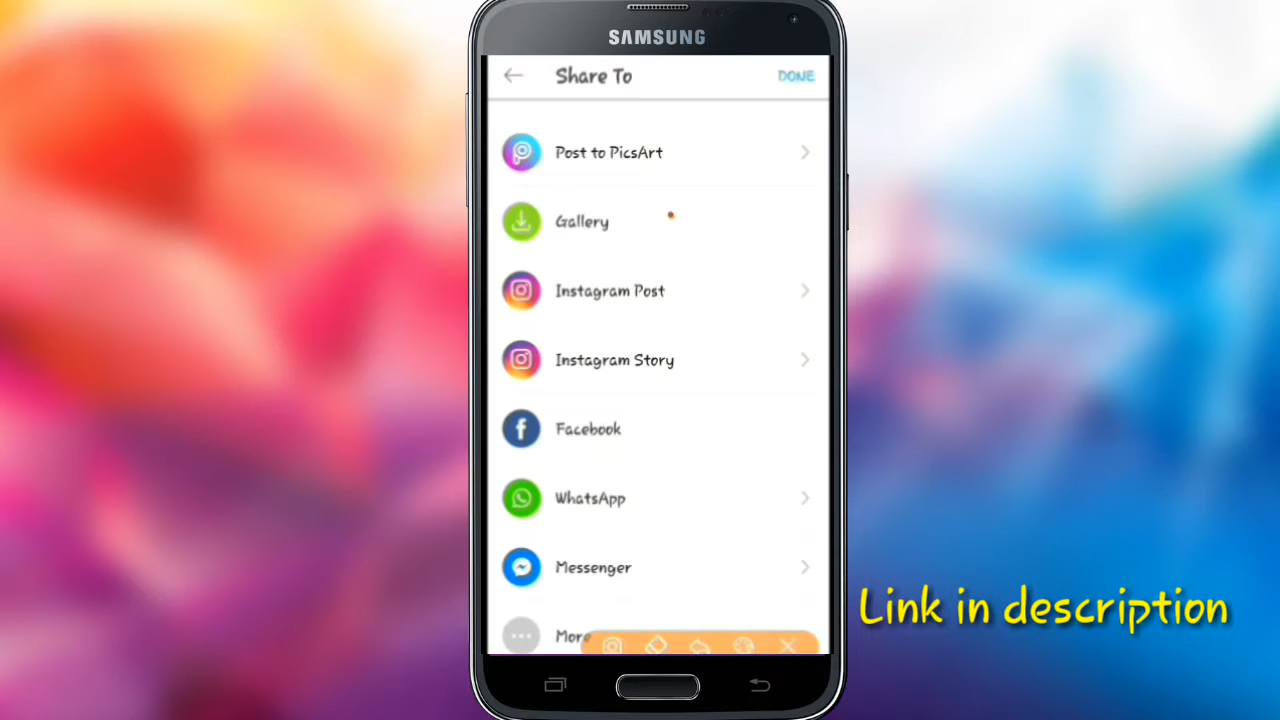 SAMSUNG
Share To
DONE
Post to PicsArt
Gallery
Instagram Post
Instagram Story
Facebook
WhatsApp
Messenger
More
Link in description